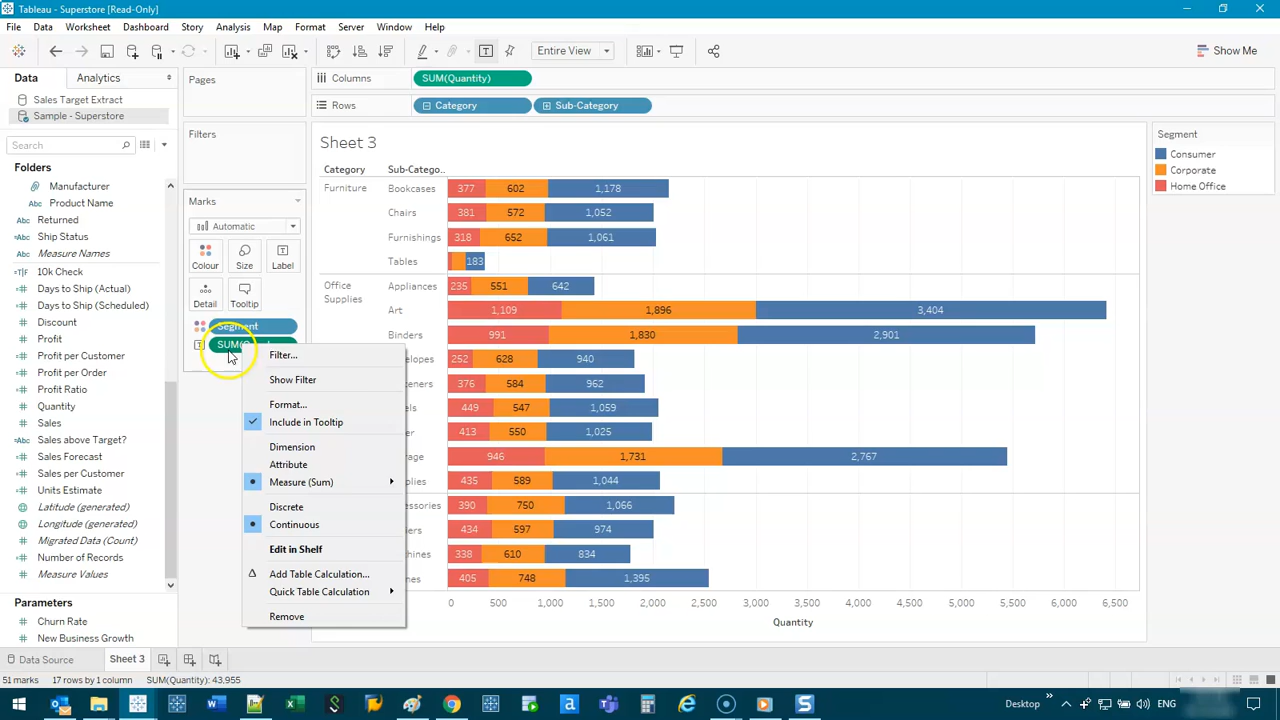 Tableau - Superstore [Read-Only]
File Data Worksheet Dashboard Story Analysis Map Format Server Window Help
Entire View
Show Me
Data Analytics
Sales Target Extract
Sample - Superstore
Search
Folders
Manufacturer
Abc Product Name
Abc Returned
Abc Ship Status
Abc Measure Names
10k Check
Days to Ship (Actual)
Days to Ship (Scheduled)
Discount
Profit
Profit per Customer
Profit per Order
Profit Ratio
Quantity
Sales
Sales above Target?
Sales Forecast
Sales per Customer
Units Estimate
Latitude (generated)
Longitude (generated)
Migrated Data (Count)
Number of Records
Measure Values
Parameters
Churn Rate
New Business Growth
Pages
Filters
Marks
Automatic
Colour Size Label
Detail Tooltip
Segment
Filter...
Show Filter
Format...
Include in Tooltip
Dimension
Attribute
Measure (Sum)
Discrete
Continuous
Edit in Shelf
Add Table Calculation...
Quick Table Calculation
Remove
Columns SUM(Quantity)
Rows Category Sub-Category
Sheet 3
Category Sub-Catego..
Furniture Bookcases 377 602 1,178
Chairs 381 572 1,052
Furnishings 318 652 1,061
Tables 183
Office Supplies Appliances 235 551 642
Art 1,109 1,896 3,404
Binders 991 1,830 2,901
252 628 940
376 584 962
449 547 1,059
413 550 1,025
946 1,731 2,767
435 589 1,044
390 750 1,066
434 597 974
338 610 834
405 748 1,395
0 500 1,000 1,500 2,000 2,500 3,000 3,500 4,000 4,500 5,000 5,500 6,000 6,500
Quantity
Segment
Consumer
Corporate
Home Office
Data Source Sheet 3
51 marks 17 rows by 1 column SUM(Quantity): 43,955
Desktop ENG